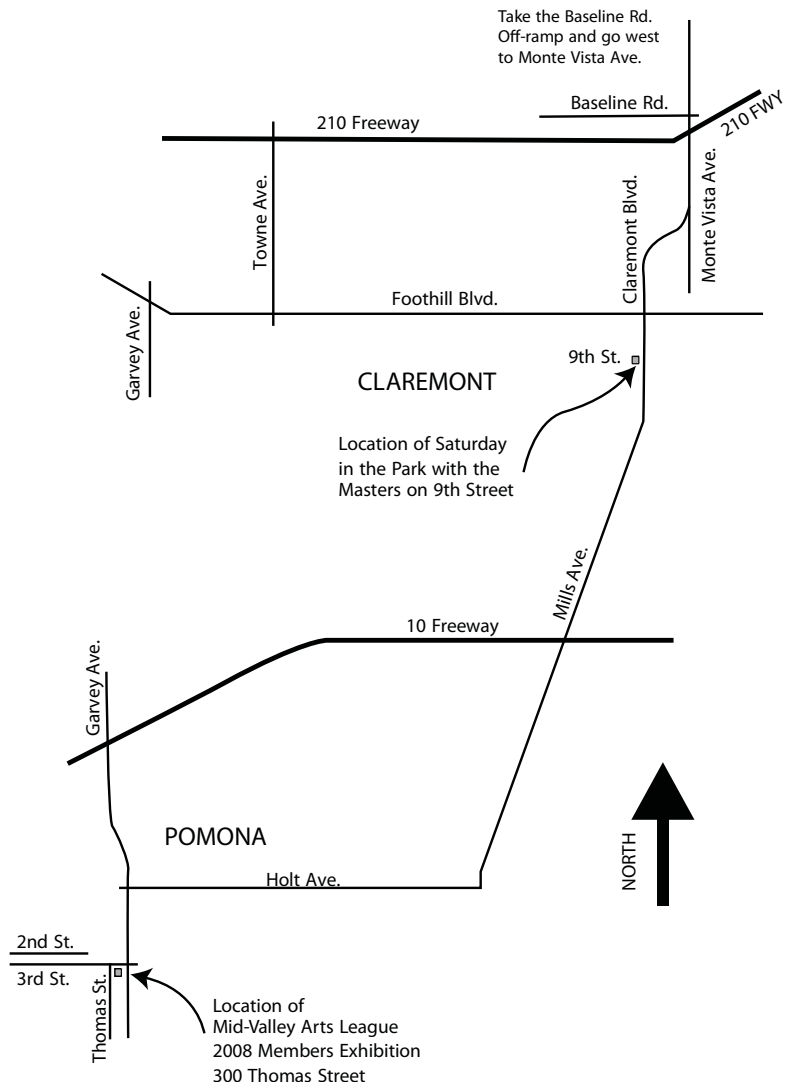 Take the Baseline Rd.
Off-ramp and go west
to Monte Vista Ave.
Baseline Rd.
210 FWY
210 Freeway
Towne Ave.
Claremont Blvd.
Monte Vista Ave.
Garvey Ave.
Foothill Blvd.
9th St.
CLAREMONT
Location of Saturday
in the Park with the
Masters on 9th Street
Mills Ave.
10 Freeway
Garvey Ave.
POMONA
NORTH
Holt Ave.
2nd St.
3rd St.
Thomas St.
Location of
Mid-Valley Arts League
2008 Members Exhibition
300 Thomas Street